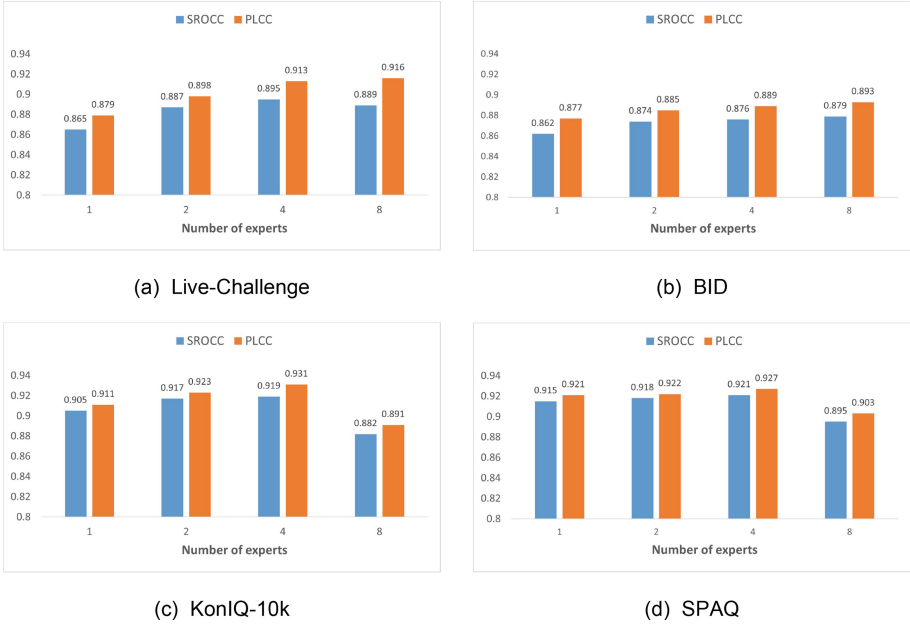 SROCC PLCC
0.94
0.92
0.9
0.88
0.86
0.84
0.82
0.8
0.865 0.879 0.887 0.898 0.895 0.913 0.889 0.916
1 2 4 8
Number of experts
(a) Live-Challenge
SROCC PLCC
0.94
0.92
0.9
0.88
0.86
0.84
0.82
0.8
0.862 0.877 0.874 0.885 0.876 0.889 0.879 0.893
1 2 4 8
Number of experts
(b) BID
SROCC PLCC
0.94
0.92
0.9
0.88
0.86
0.84
0.82
0.8
0.905 0.911 0.917 0.923 0.919 0.931 0.882 0.891
1 2 4 8
Number of experts
(c) KonIQ-10k
SROCC PLCC
0.94
0.92
0.9
0.88
0.86
0.84
0.82
0.8
0.915 0.921 0.918 0.922 0.921 0.927 0.895 0.903
1 2 4 8
Number of experts
(d) SPAQ